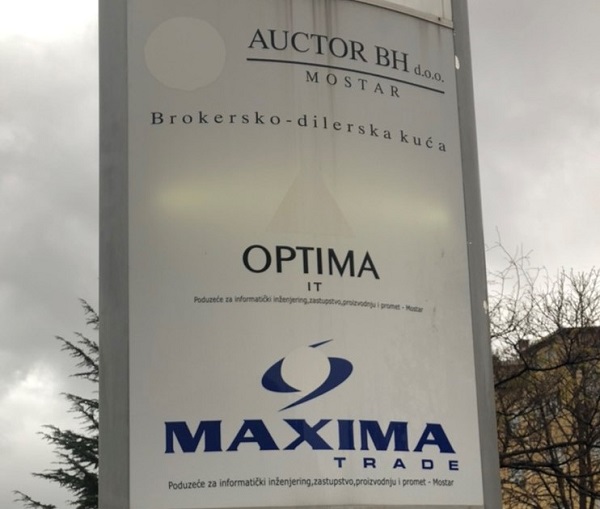 AUCTOR BH d.o.o.
MOSTAR
Brokersko-dilerska kuća
OPTIMA
IT
Poduzeće za informatički inženjering,zastupstvo,proizvodnju i promet - Mostar
MAXIMA
TRADE
Poduzeće za informatički inženjering,zastupstvo,proizvodnju i promet - Mostar